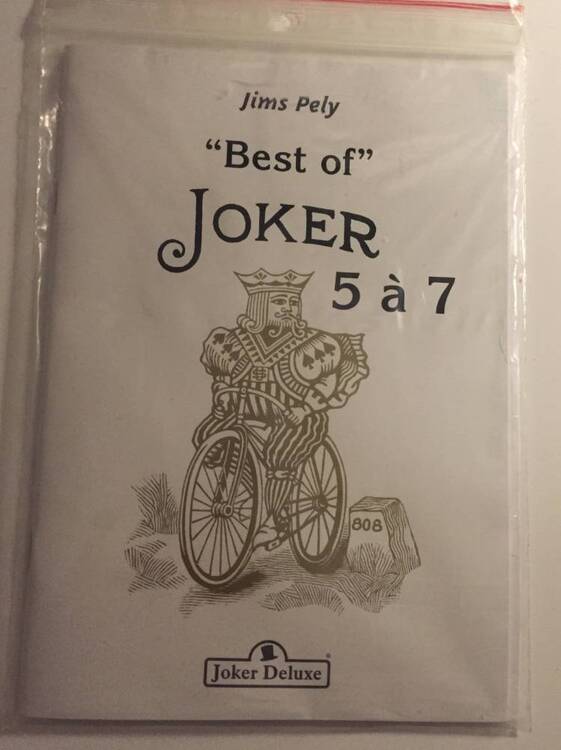 Jims Pely
“Best of”
JOKER
5 à 7
808
Joker Deluxe®